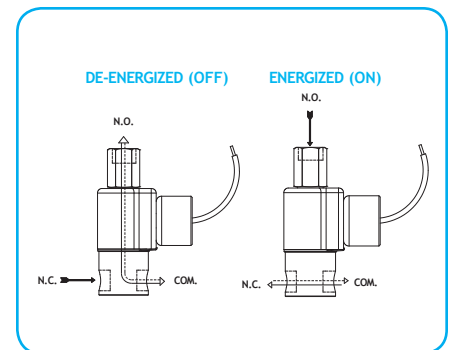 DE-ENERGIZED (OFF)
N.O.
N.C.
COM.
ENERGIZED (ON)
N.O.
N.C.
COM.